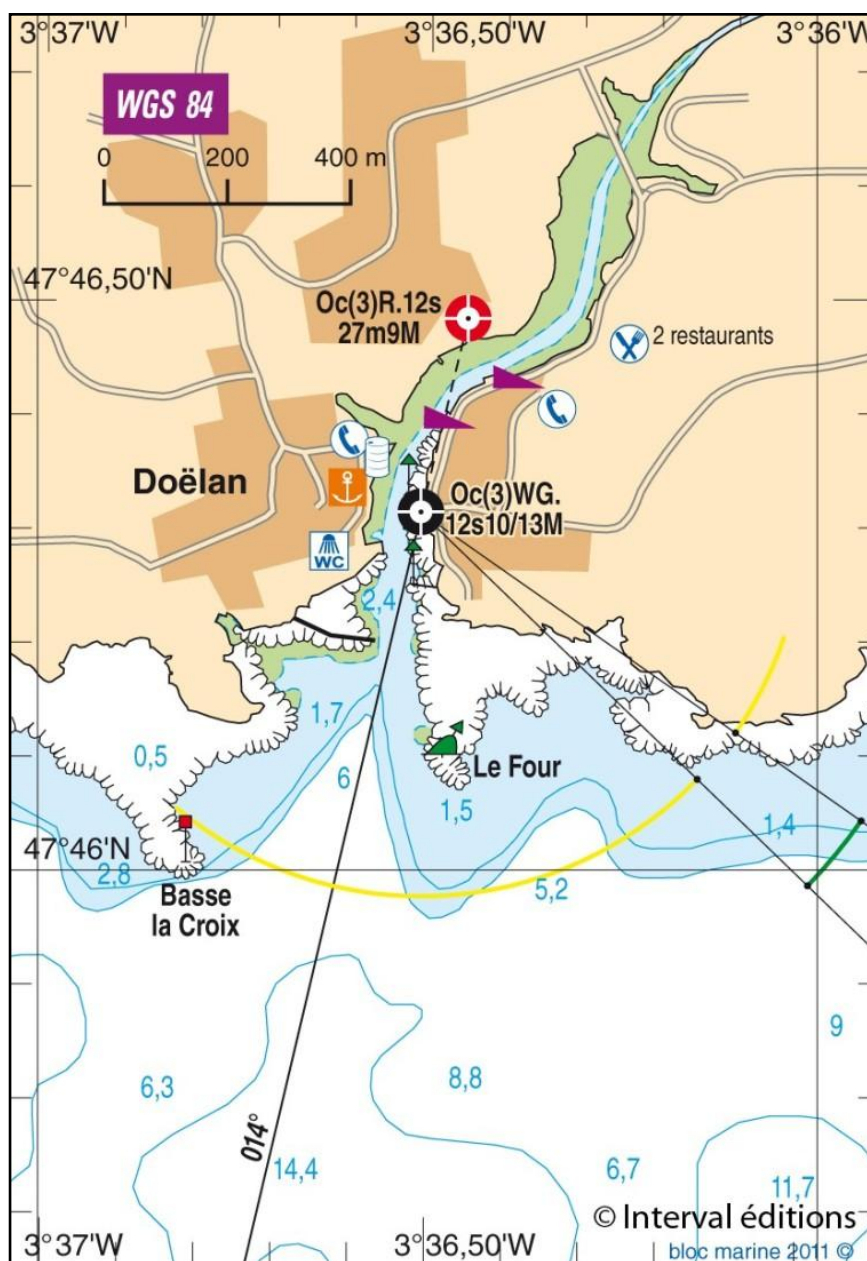 3°37'W
3°36,50'W
3°36'W
WGS 84
0 200 400 m
47°46,50'N
Oc(3)R.12s
27m9M
2 restaurants
Doëlan
Oc(3)WG.
12s10/13M
WC
2,4
1,7
0,5
6
Le Four
1,5
1,4
47°46'N
2,8
5,2
Basse
la Croix
9
6,3
8,8
014°
14,4
6,7
11,7
© Interval éditions
3°37'W
3°36,50'W
bloc marine 2011 ©